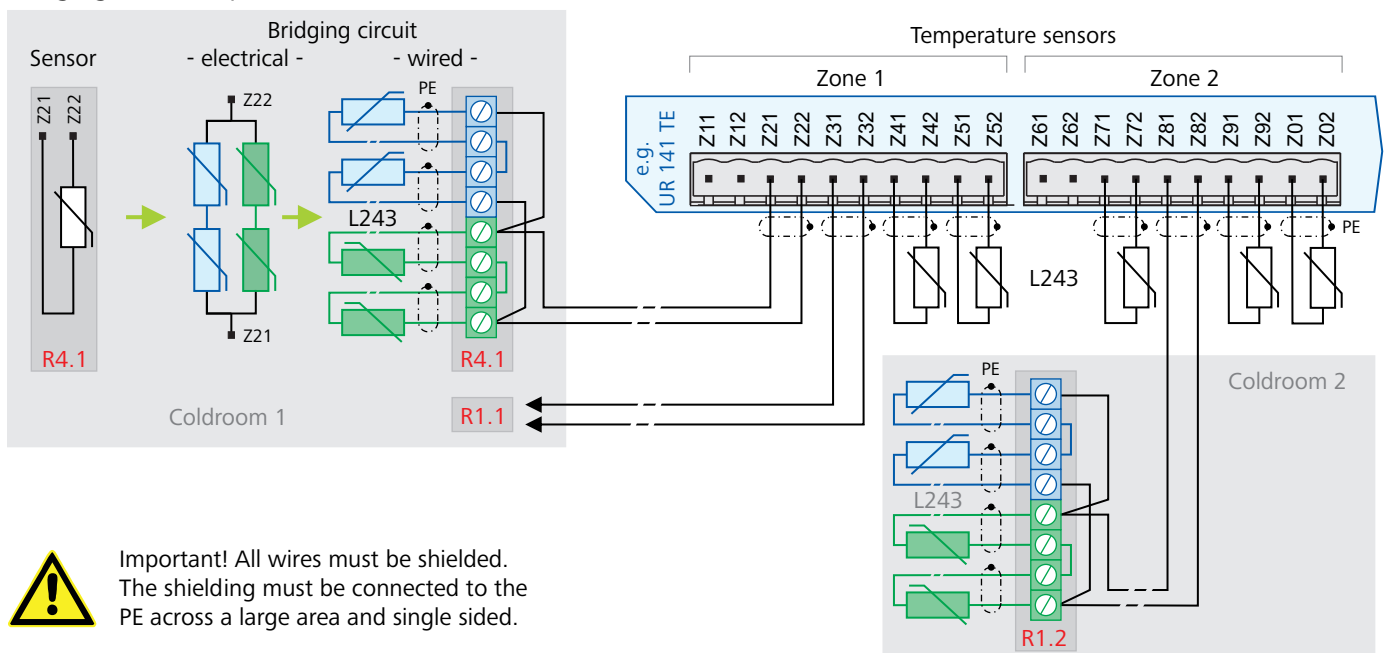 Bridging circuit
Sensor
- electrical -
- wired -
Z21
Z22
R4.1
Z22
Z21
PE
L243
R4.1
R1.1
Coldroom 1
Temperature sensors
Zone 1
Zone 2
e.g.
UR 141 TE
Z11
Z12
Z21
Z22
Z31
Z32
Z41
Z42
Z51
Z52
Z61
Z62
Z71
Z72
Z81
Z82
Z91
Z92
Z01
Z02
PE
L243
PE
Coldroom 2
L243
R1.2
Important! All wires must be shielded.
The shielding must be connected to the
PE across a large area and single sided.